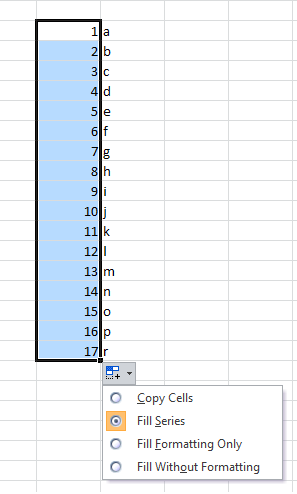 1 a
2 b
3 c
4 d
5 e
6 f
7 g
8 h
9 i
10 j
11 k
12 l
13 m
14 n
15 o
16 p
17 r
Copy Cells
Fill Series
Fill Formatting Only
Fill Without Formatting